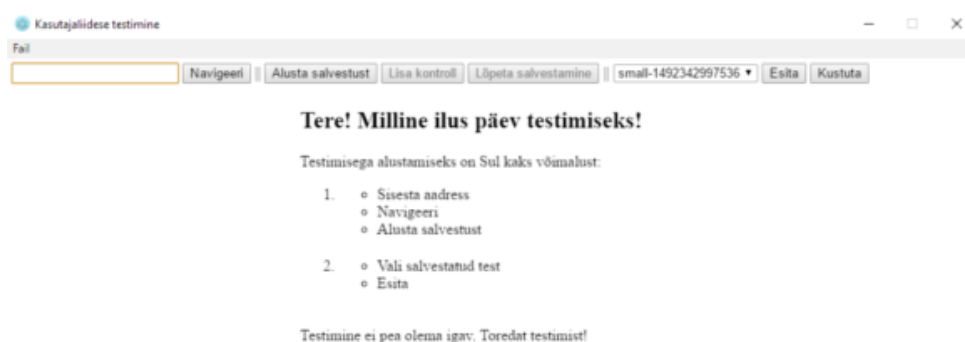 Kasutajaliidese testimine
Fail
Navigeeri || Alusta salvestust Lisa kontroll Lõpeta salvestamine || small-1492342997536 Esita Kustuta
Tere! Milline ilus päev testimiseks!
Testimisega alustamiseks on Sul kaks võimalust:
1. Sisesta aadress
Navigeeri
Alusta salvestust
2. Vali salvestatud test
Esita
Testimine ei pea olema igav. Toredat testimist!